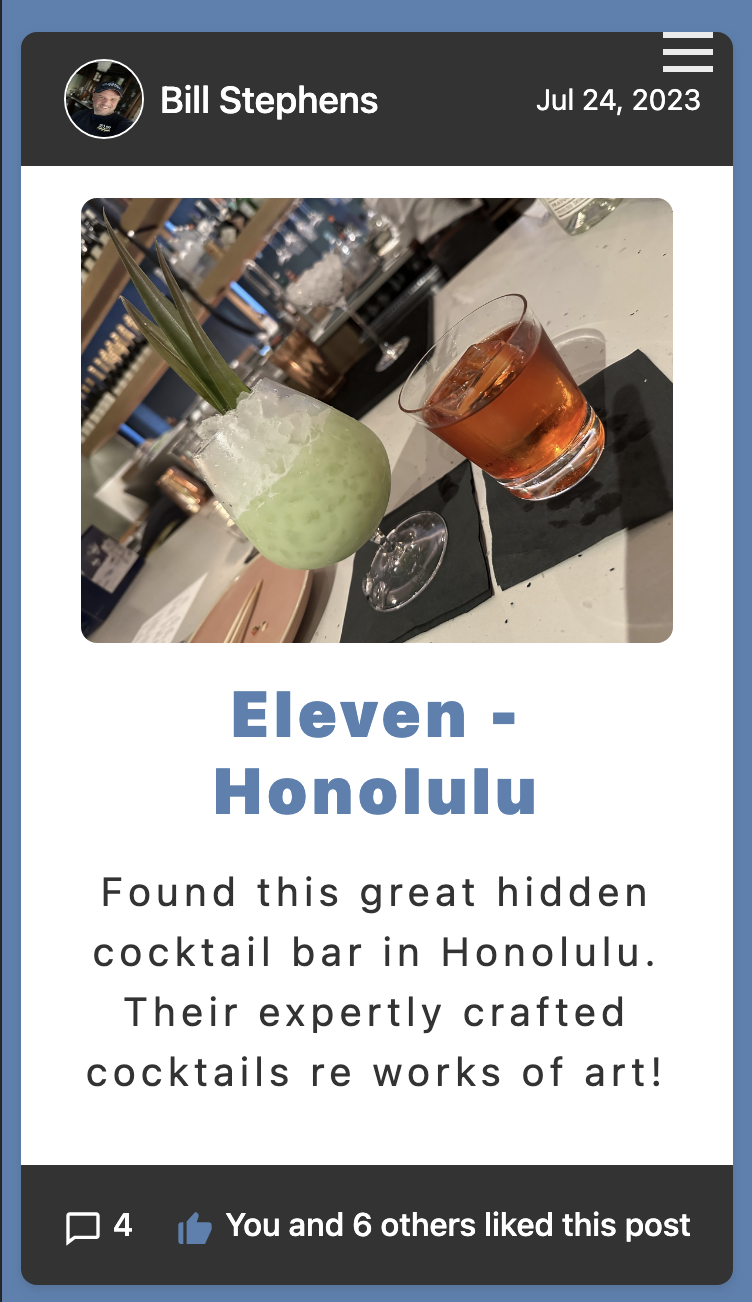 Bill Stephens
Jul 24, 2023
Eleven -
Honolulu
Found this great hidden
cocktail bar in Honolulu.
Their expertly crafted
cocktails re works of art!
4
You and 6 others liked this post